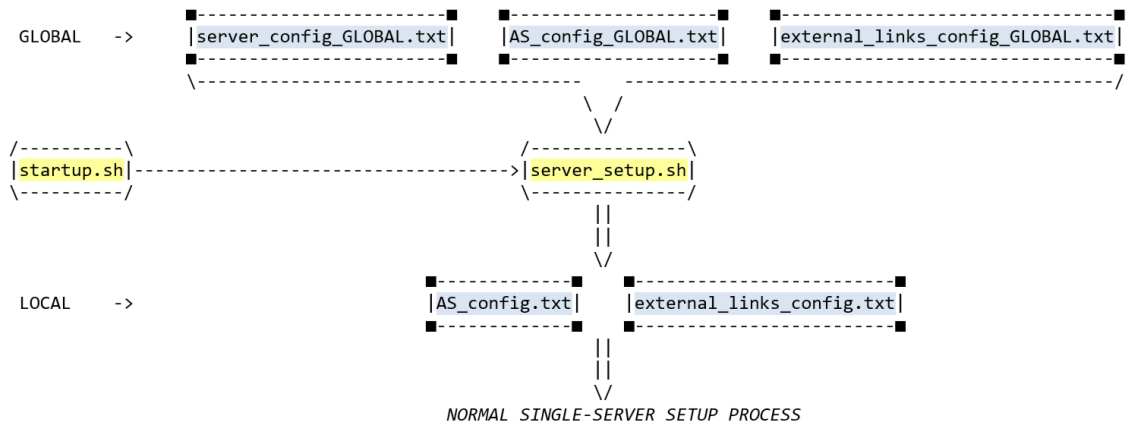 GLOBAL -> |server_config_GLOBAL.txt| |AS_config_GLOBAL.txt| |external_links_config_GLOBAL.txt|
|startup.sh|----------------------------------->|server_setup.sh|
LOCAL -> |AS_config.txt| |external_links_config.txt|
NORMAL SINGLE-SERVER SETUP PROCESS